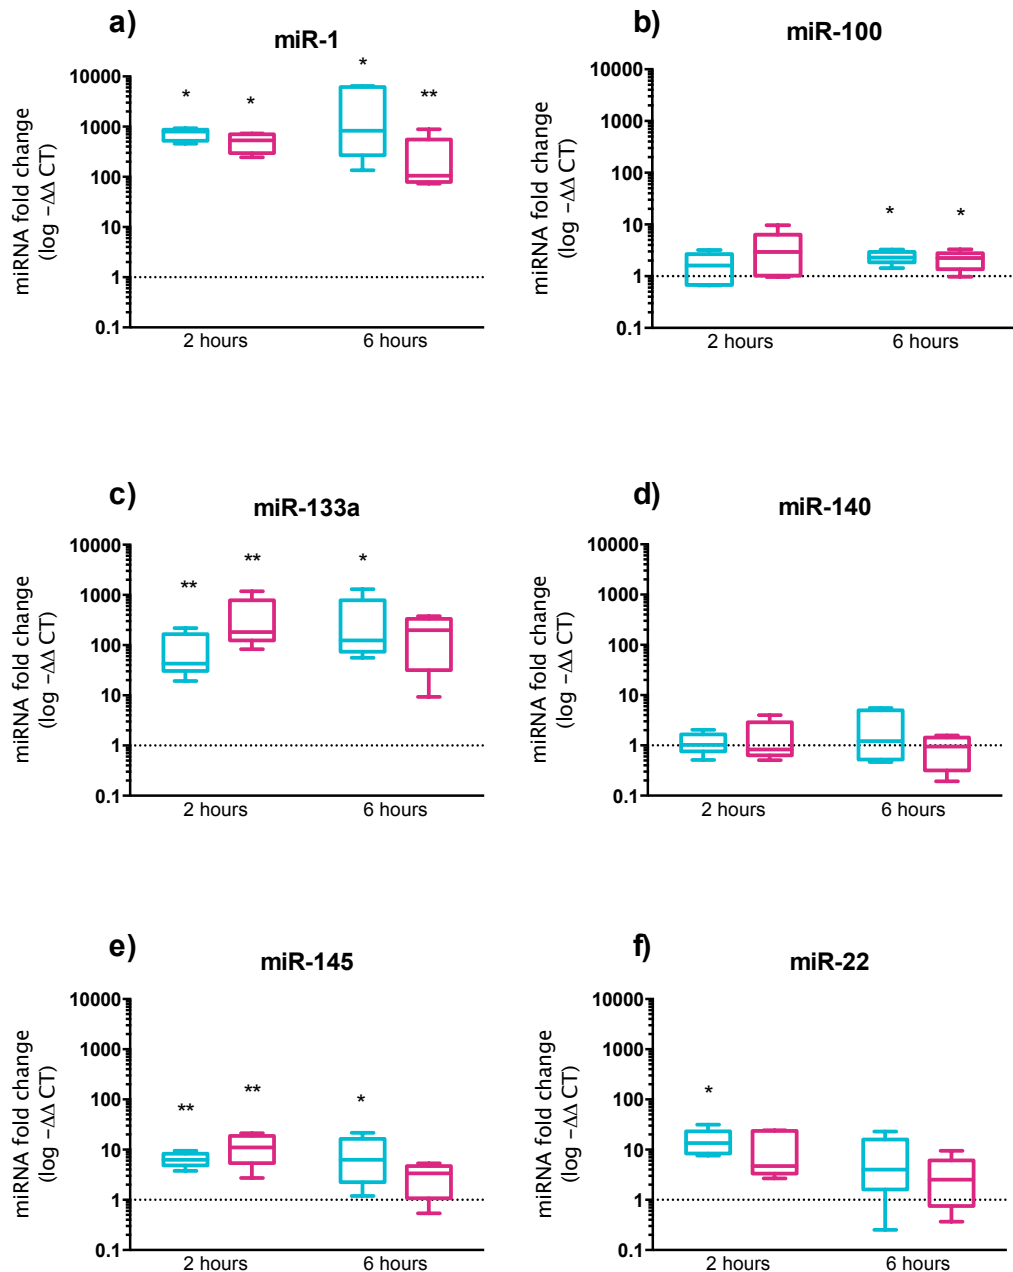 a)
miR-1
miRNA fold change
(log -ΔΔ CT)
10000
1000
100
10
1
0.1
* * * **
2 hours 6 hours
b)
miR-100
miRNA fold change
(log -ΔΔ CT)
10000
1000
100
10
1
0.1
* *
2 hours 6 hours
c)
miR-133a
miRNA fold change
(log -ΔΔ CT)
10000
1000
100
10
1
0.1
** ** *
2 hours 6 hours
d)
miR-140
miRNA fold change
(log -ΔΔ CT)
10000
1000
100
10
1
0.1
2 hours 6 hours
e)
miR-145
miRNA fold change
(log -ΔΔ CT)
10000
1000
100
10
1
0.1
** ** *
2 hours 6 hours
f)
miR-22
miRNA fold change
(log -ΔΔ CT)
10000
1000
100
10
1
0.1
*
2 hours 6 hours